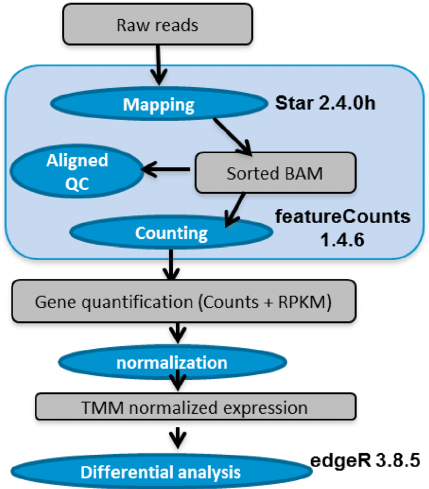 Raw reads
Mapping
Star 2.4.0h
Aligned
QC
Sorted BAM
featureCounts
1.4.6
Counting
Gene quantification (Counts + RPKM)
normalization
TMM normalized expression
edgeR 3.8.5
Differential analysis